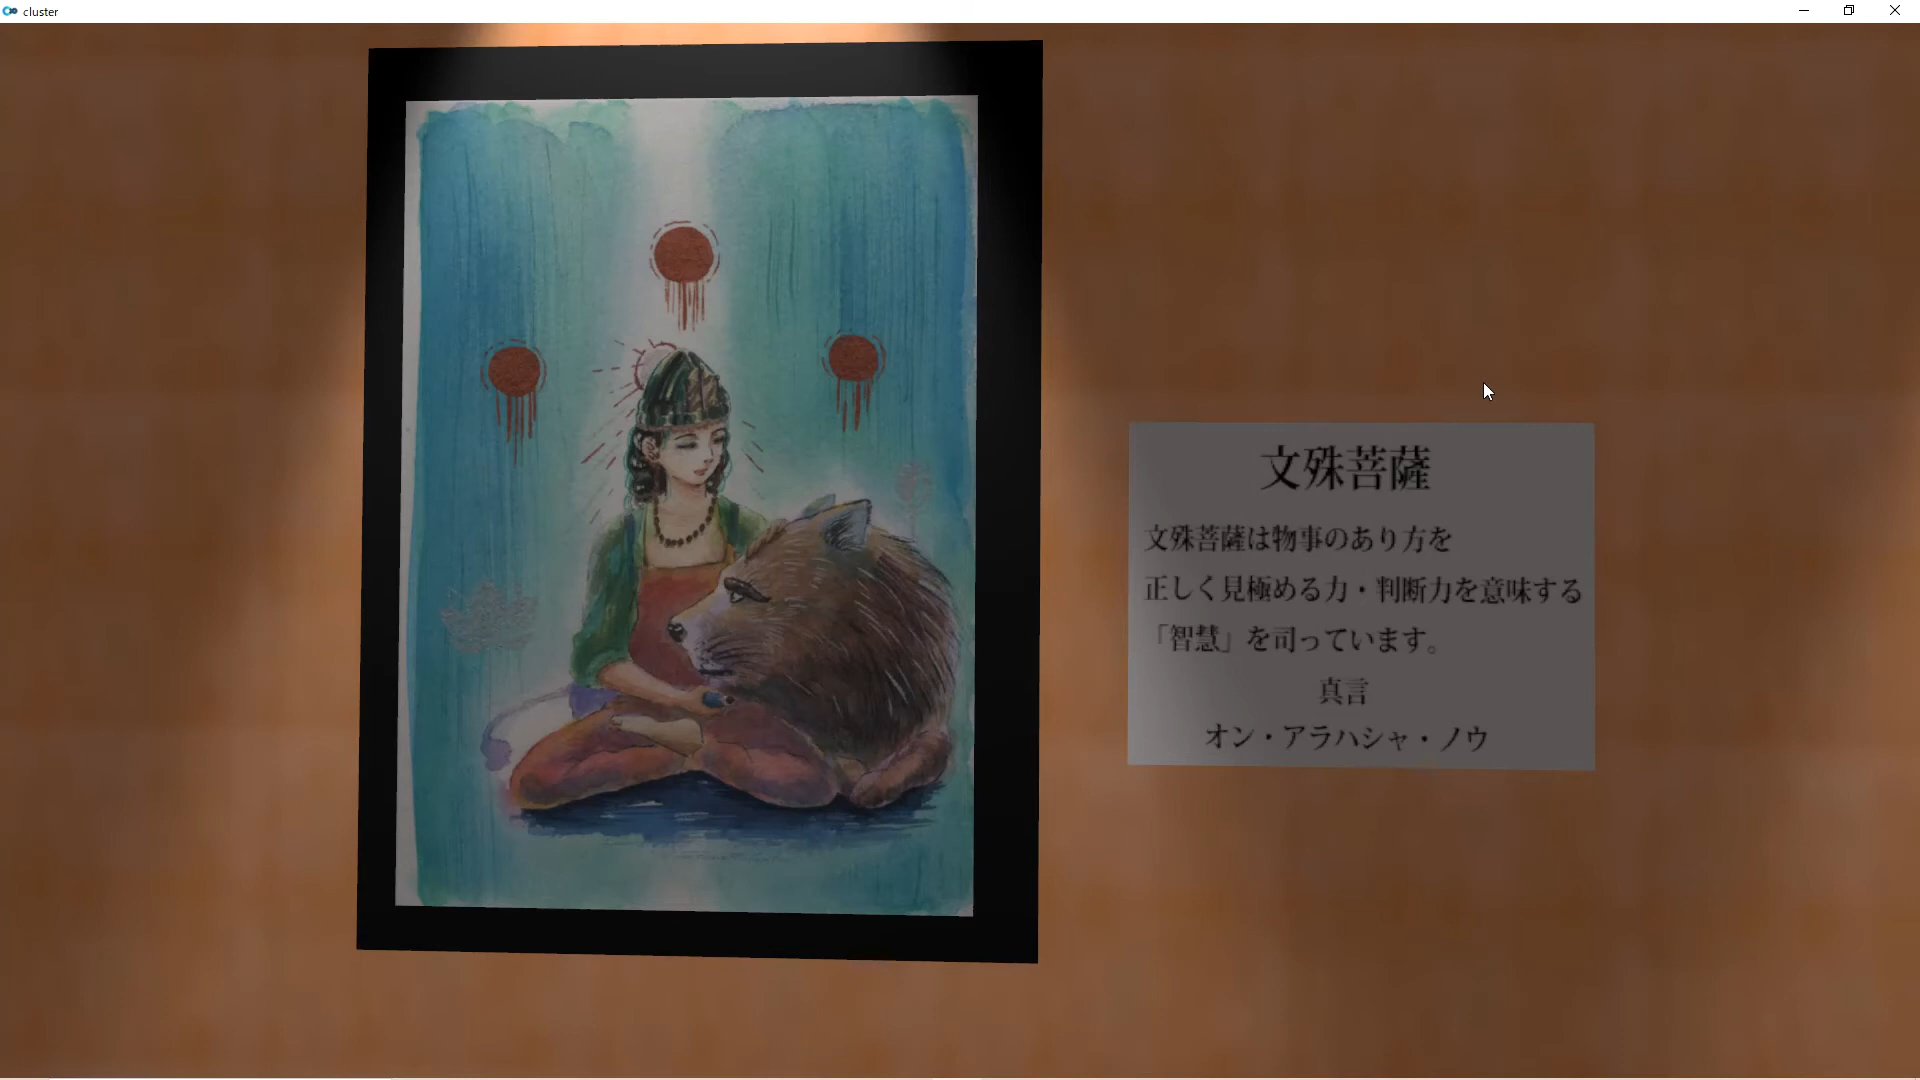 cluster
文殊菩薩
文殊菩薩は物事のあり方を
正しく見極める力・判断力を意味する
「智慧」を司っています。
真言
オン・アラハシャ・ノウ